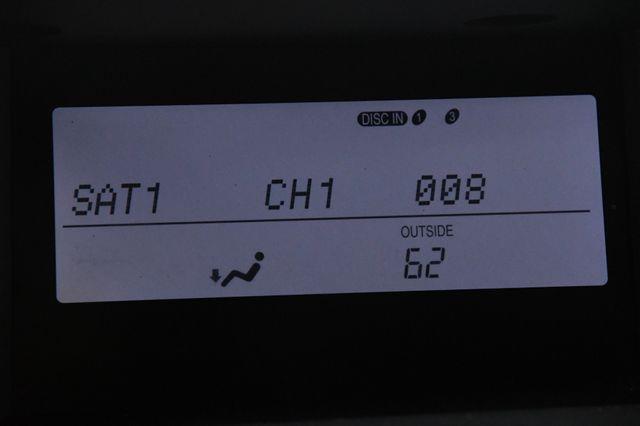 DISC IN 1 3
SAT1 CH1 008
OUTSIDE
62